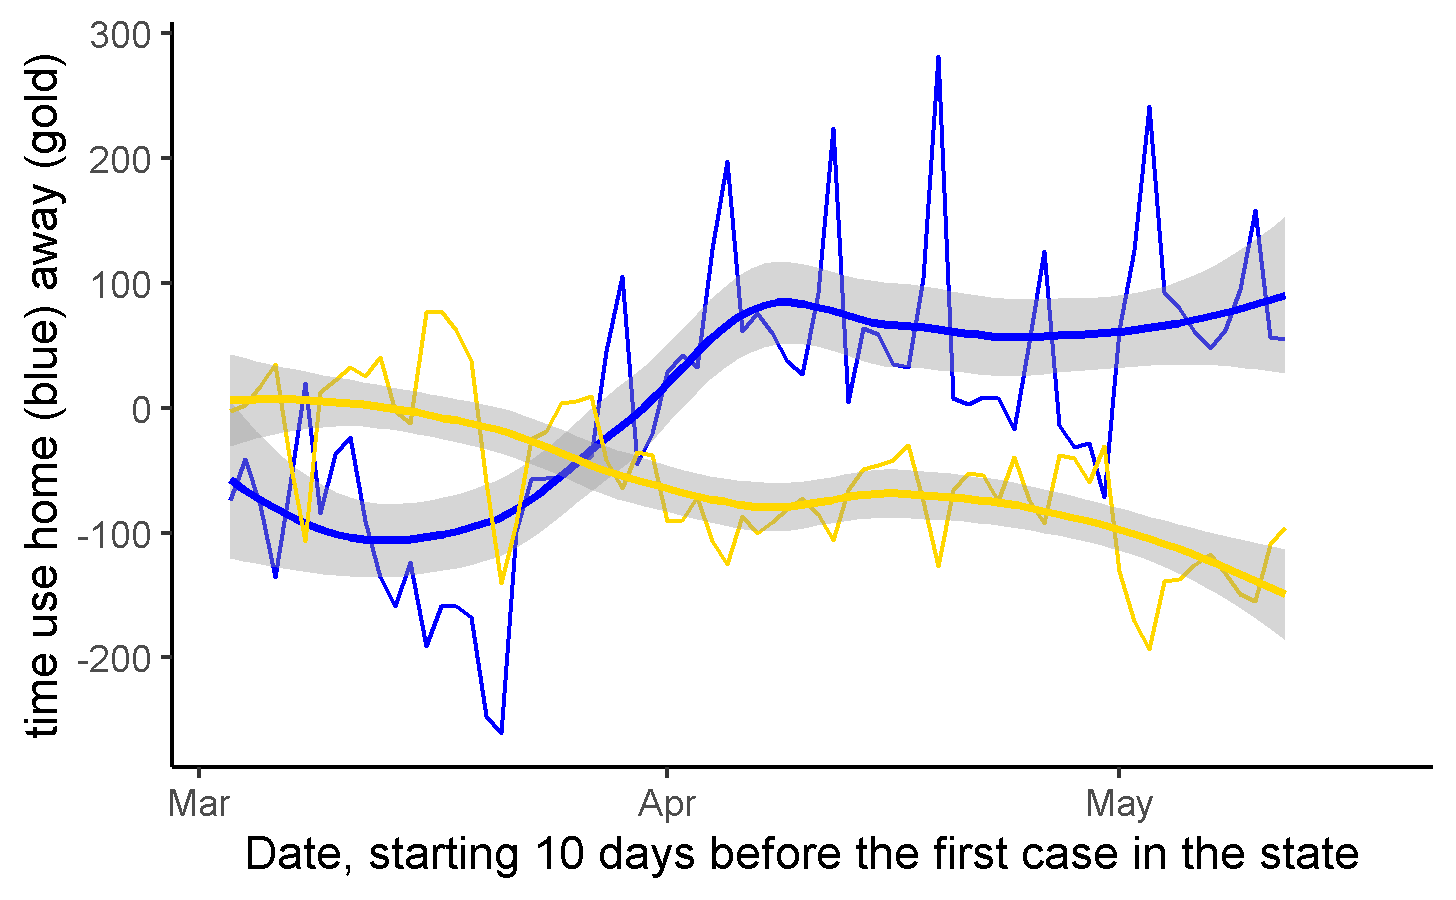 time use home (blue) away (gold)
300
200
100
0
-100
-200
Mar
Apr
May
Date, starting 10 days before the first case in the state